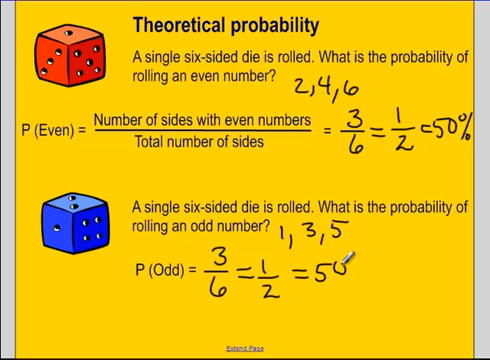 Theoretical probability
A single six-sided die is rolled. What is the probability of
rolling an even number? 2, 4, 6
P (Even) = Number of sides with even numbers / Total number of sides = 3/6 = 1/2 = 50%
A single six-sided die is rolled. What is the probability of
rolling an odd number? 1, 3, 5
P (Odd) = 3/6 = 1/2 = 50
Extend Page